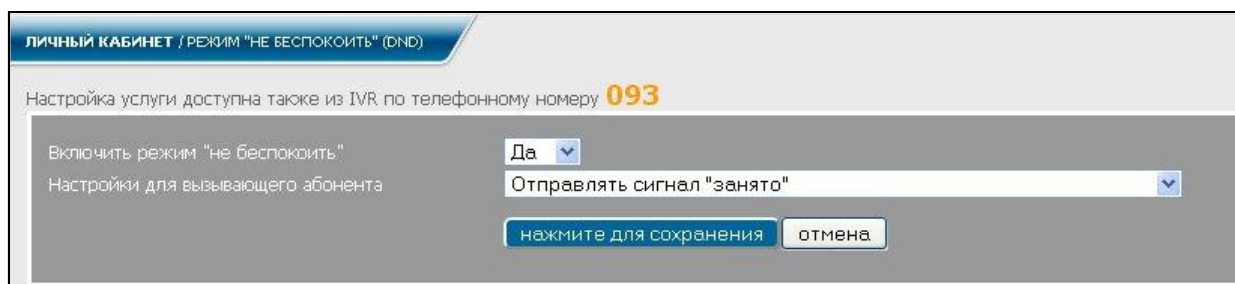 ЛИЧНЫЙ КАБИНЕТ / РЕЖИМ "НЕ БЕСПОКОИТЬ" (DND)
Настройка услуги доступна также из IVR по телефонному номеру 093
Включить режим "не беспокоить" Да
Настройки для вызывающего абонента Отправлять сигнал "занято"
нажмите для сохранения отмена